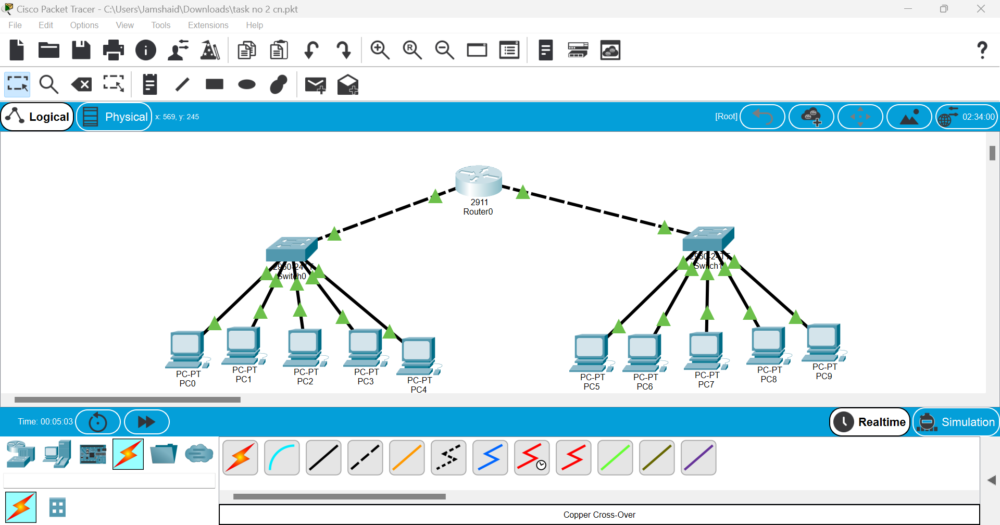 Cisco Packet Tracer - C:\Users\Jamshaid\Downloads\task no 2 cn.pkt
File Edit Options View Tools Extensions Help
Logical Physical x: 569, y: 245 [Root] 02:34:00
2911
Router0
2960-24TT
Switch0
2960-24TT
Switch1
PC-PT
PC0
PC-PT
PC1
PC-PT
PC2
PC-PT
PC3
PC-PT
PC4
PC-PT
PC5
PC-PT
PC6
PC-PT
PC7
PC-PT
PC8
PC-PT
PC9
Time: 00:05:03 Realtime Simulation
Copper Cross-Over